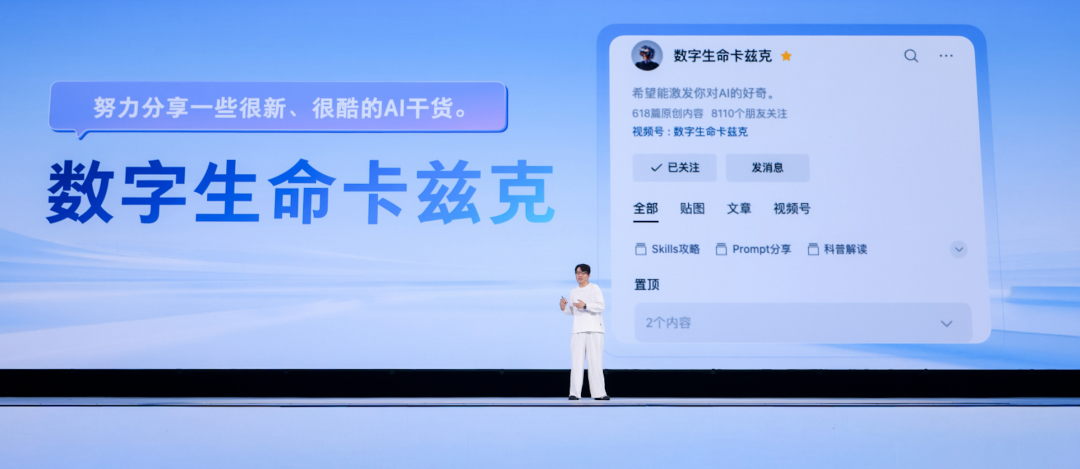 努力分享一些很新、很酷的AI干货。
数字生命卡兹克
数字生命卡兹克
希望能激发你对AI的好奇。
618篇原创内容 8110个朋友关注
视频号：数字生命卡兹克
已关注 发消息
全部 贴图 文章 视频号
Skills攻略 Prompt分享 科普解读
置顶
2个内容